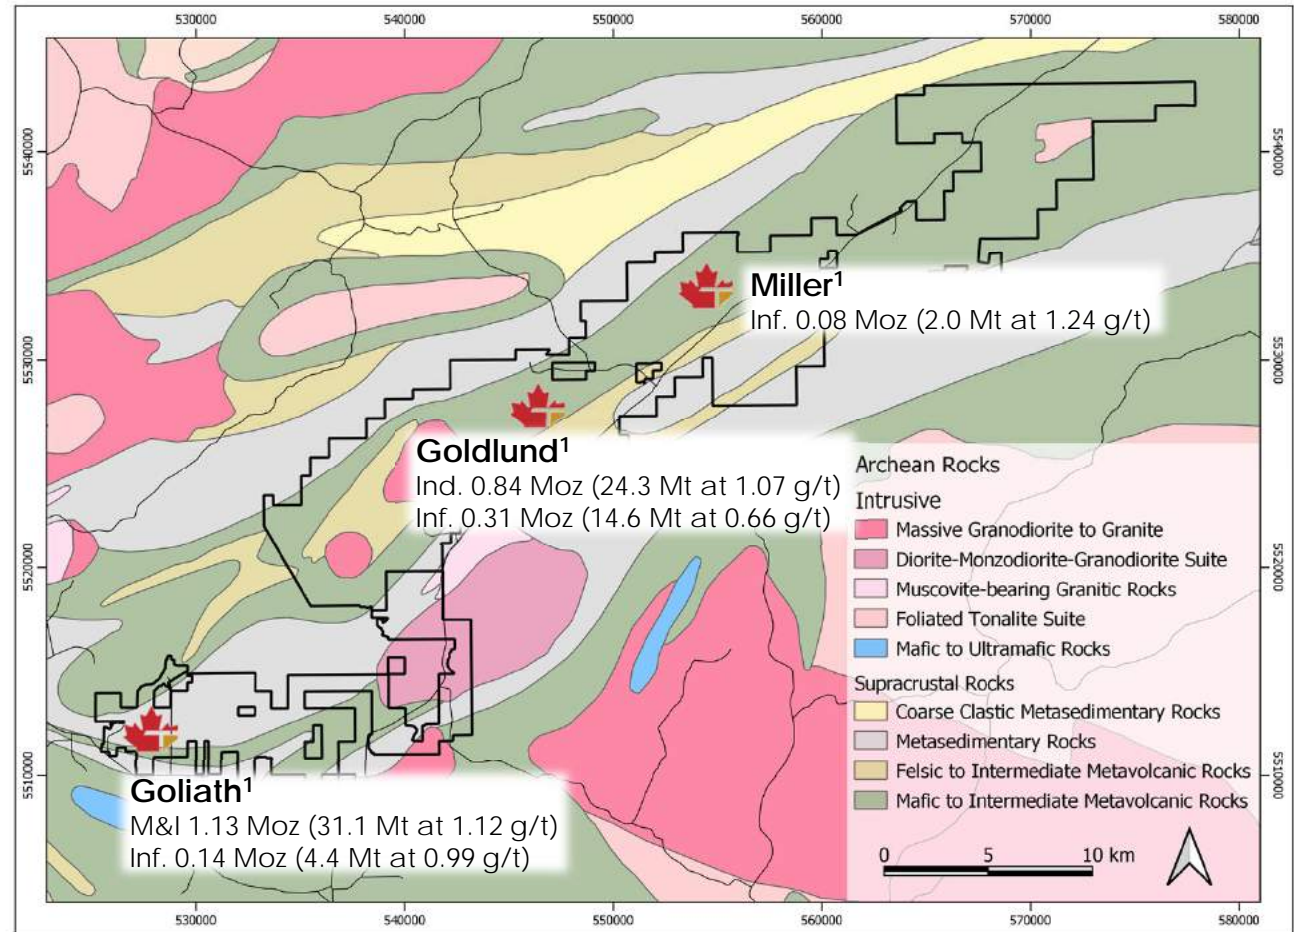 530000
540000
550000
560000
570000
580000
5540000
5540000
Miller¹
Inf. 0.08 Moz (2.0 Mt at 1.24 g/t)
5530000
5530000
Goldlund¹
Ind. 0.84 Moz (24.3 Mt at 1.07 g/t)
Inf. 0.31 Moz (14.6 Mt at 0.66 g/t)
Archean Rocks
Intrusive
Massive Granodiorite to Granite
Diorite-Monzodiorite-Granodiorite Suite
Muscovite-bearing Granitic Rocks
Foliated Tonalite Suite
Mafic to Ultramafic Rocks
Supracrustal Rocks
Coarse Clastic Metasedimentary Rocks
Metasedimentary Rocks
Felsic to Intermediate Metavolcanic Rocks
Mafic to Intermediate Metavolcanic Rocks
5520000
5520000
5510000
5510000
Goliath¹
M&I 1.13 Moz (31.1 Mt at 1.12 g/t)
Inf. 0.14 Moz (4.4 Mt at 0.99 g/t)
0 5 10 km
530000
540000
550000
560000
570000
580000